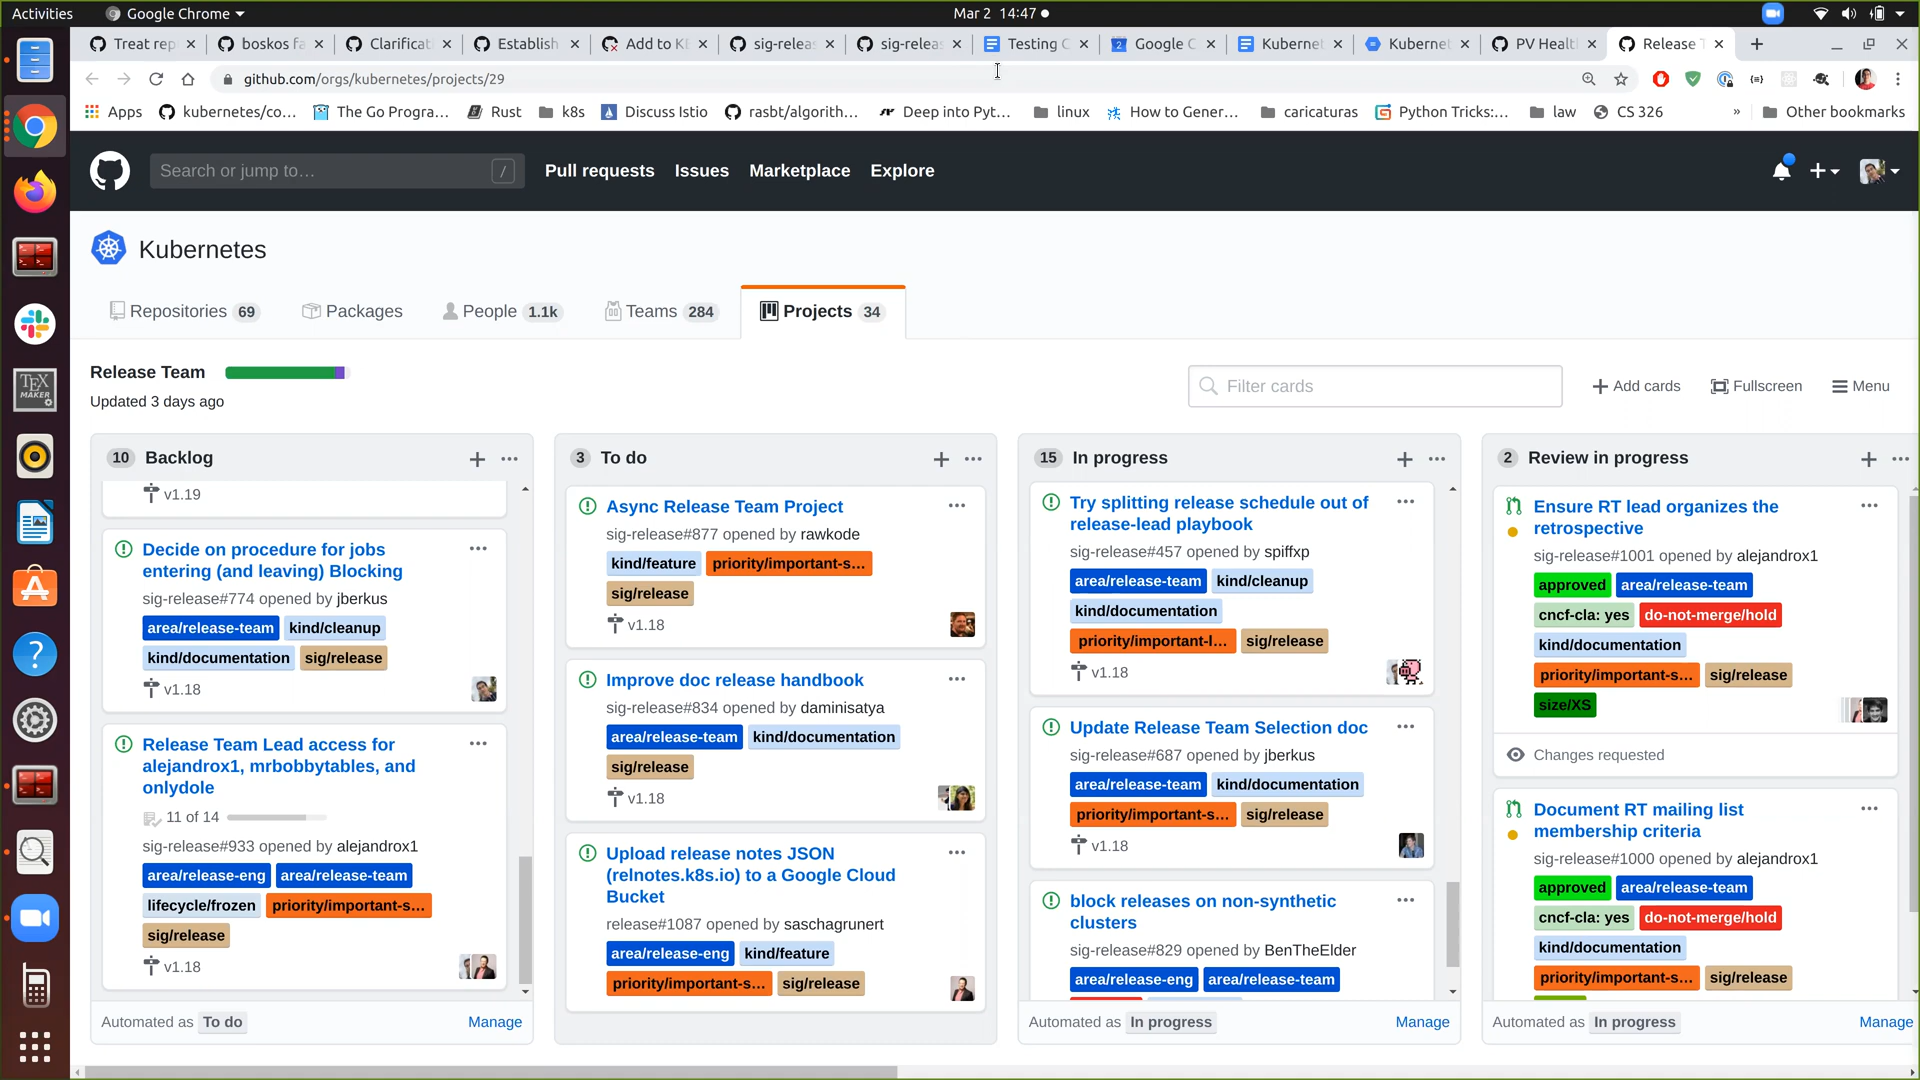 Activities
Google Chrome
Mar 2 14:47
Treat rep
boskos fa
Clarificat
Establish
Add to K
sig-releas
sig-releas
Testing C
Google C
Kubernet
Kubernet
PV Healt
Release T
github.com/orgs/kubernetes/projects/29
Apps
kubernetes/co...
The Go Progra...
Rust
k8s
Discuss Istio
rasbt/algorith...
Deep into Pyt...
linux
How to Gener...
caricaturas
Python Tricks:...
law
CS 326
»
Other bookmarks
Search or jump to…
/
Pull requests
Issues
Marketplace
Explore
Kubernetes
Repositories 69
Packages
People 1.1k
Teams 284
Projects 34
Release Team
Updated 3 days ago
Filter cards
Add cards
Fullscreen
Menu
10 Backlog
v1.19
Decide on procedure for jobs
entering (and leaving) Blocking
sig-release#774 opened by jberkus
area/release-team kind/cleanup
kind/documentation sig/release
v1.18
Release Team Lead access for
alejandrox1, mrbobbytables, and
onlydole
11 of 14
sig-release#933 opened by alejandrox1
area/release-eng area/release-team
lifecycle/frozen priority/important-s...
sig/release
v1.18
Automated as To do
Manage
3 To do
Async Release Team Project
sig-release#877 opened by rawkode
kind/feature priority/important-s...
sig/release
v1.18
Improve doc release handbook
sig-release#834 opened by daminisatya
area/release-team kind/documentation
sig/release
v1.18
Upload release notes JSON
(relnotes.k8s.io) to a Google Cloud
Bucket
release#1087 opened by saschagrunert
area/release-eng kind/feature
priority/important-s... sig/release
15 In progress
Try splitting release schedule out of
release-lead playbook
sig-release#457 opened by spiffxp
area/release-team kind/cleanup
kind/documentation
priority/important-l... sig/release
v1.18
Update Release Team Selection doc
sig-release#687 opened by jberkus
area/release-team kind/documentation
priority/important-s... sig/release
v1.18
block releases on non-synthetic
clusters
sig-release#829 opened by BenTheElder
area/release-eng area/release-team
Automated as In progress
Manage
2 Review in progress
Ensure RT lead organizes the
retrospective
sig-release#1001 opened by alejandrox1
approved area/release-team
cncf-cla: yes do-not-merge/hold
kind/documentation
priority/important-s... sig/release
size/XS
Changes requested
Document RT mailing list
membership criteria
sig-release#1000 opened by alejandrox1
approved area/release-team
cncf-cla: yes do-not-merge/hold
kind/documentation
priority/important-s... sig/release
Automated as In progress
Manage
TEX
MAKER